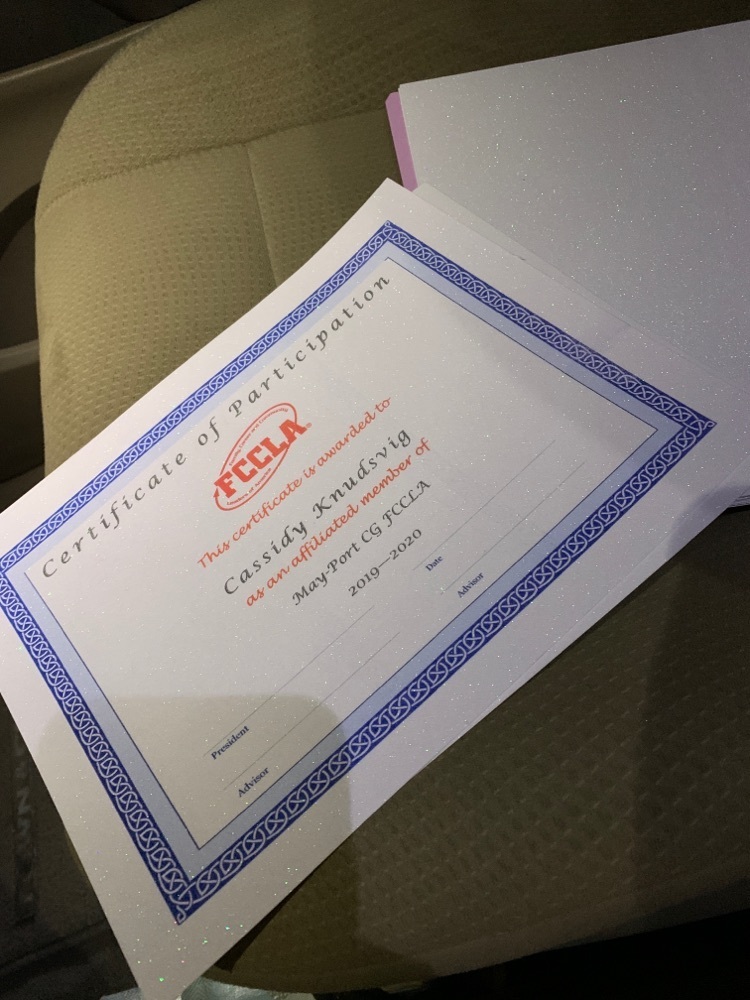 Certificate of Participation
FCCLA
This certificate is awarded to
Cassidy Knudsvig
as an affiliated member of
May-Port CG FCCLA
2019—2020
President
Date
Advisor
Advisor